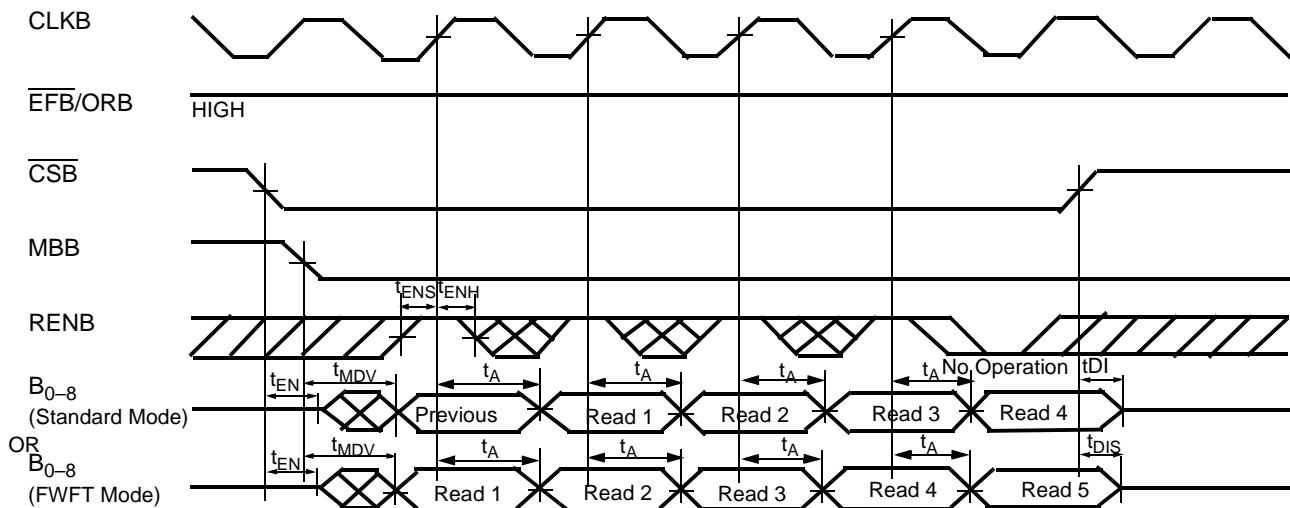 CLKB
EFB/ORB
HIGH
CSB
MBB
tENS tENH
RENB
No Operation
tEN tMDV tA tA tA tA tDI
B0–8
(Standard Mode)
Previous Read 1 Read 2 Read 3 Read 4
OR
tEN tMDV tA tA tA tA tDIS
B0–8
(FWFT Mode)
Read 1 Read 2 Read 3 Read 4 Read 5